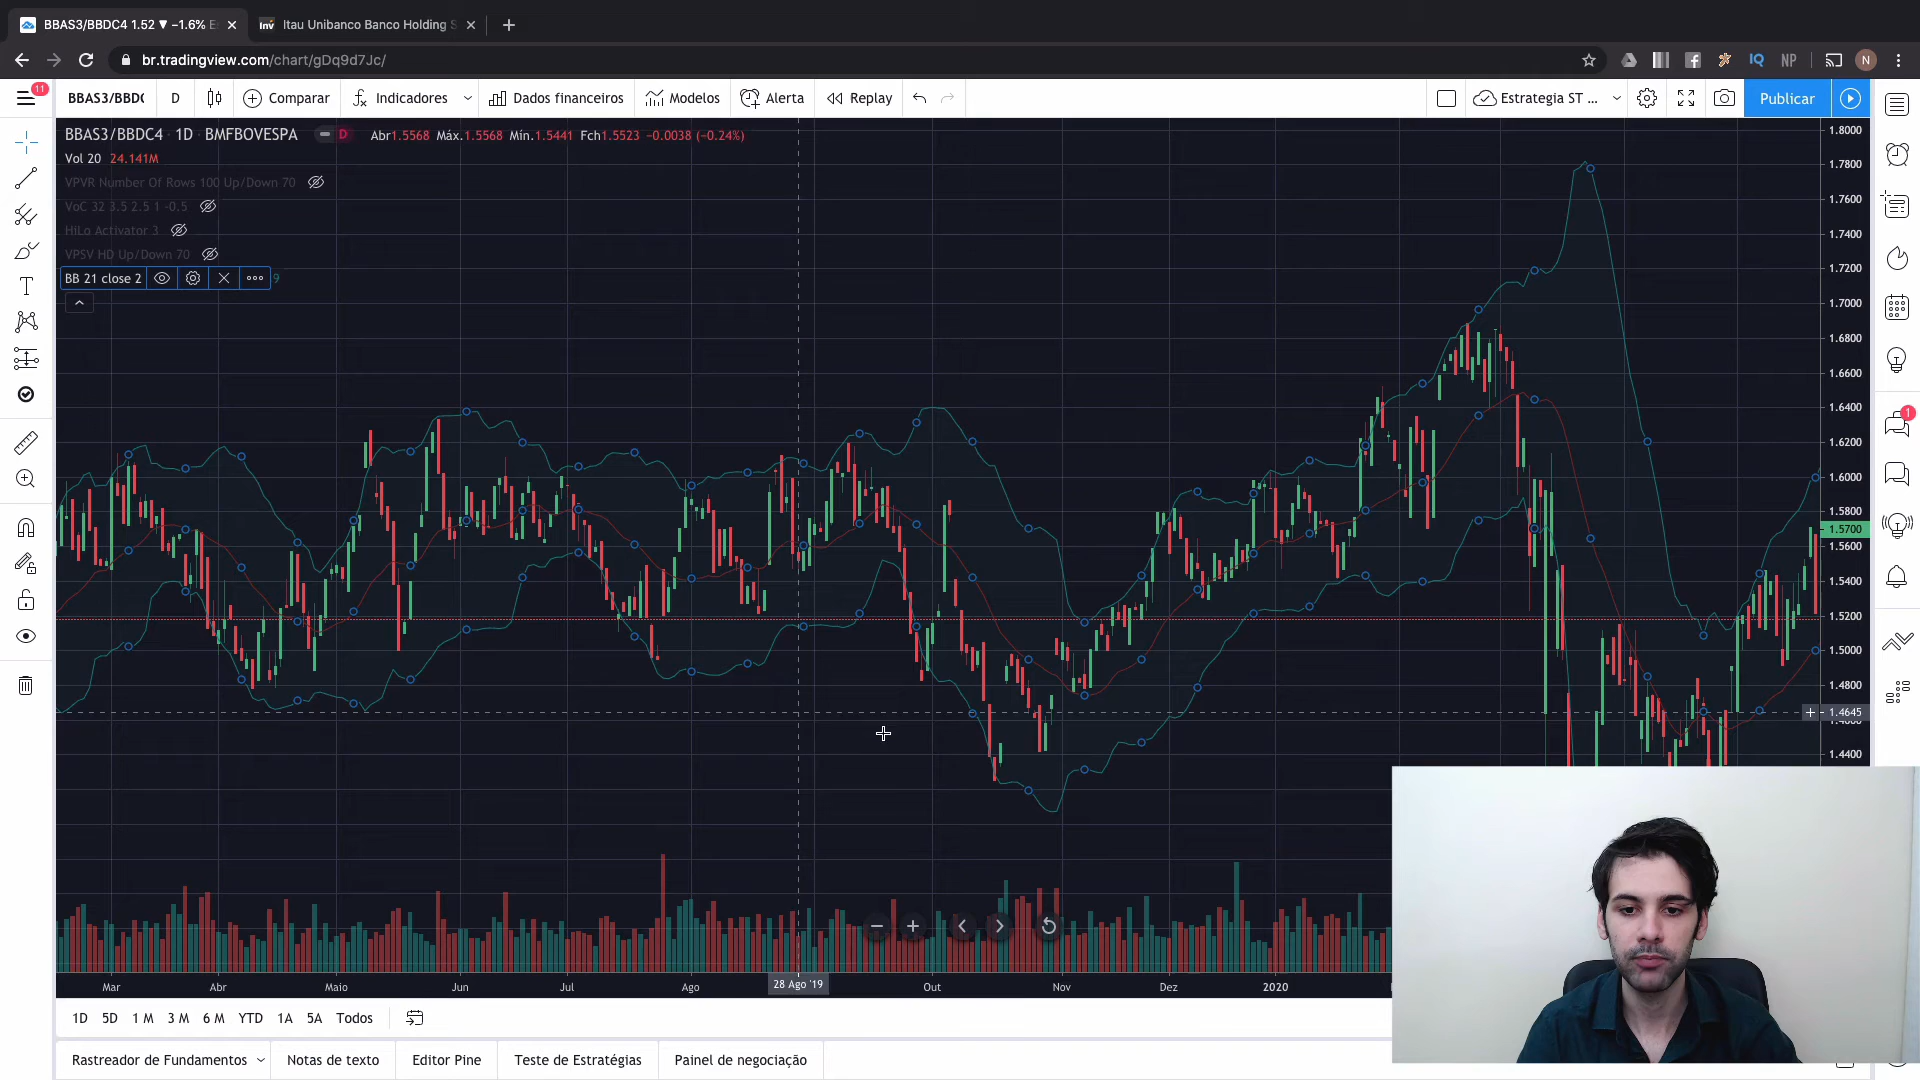 BBAS3/BBDC4 1.52 ▼ −1.6% E
Itau Unibanco Banco Holding S
br.tradingview.com/chart/gDq9d7Jc/
IQ NP N
11
BBAS3/BBDC D Comparar Indicadores Dados financeiros Modelos Alerta Replay Estrategia ST ... Publicar
BBAS3/BBDC4 · 1D · BMFBOVESPA D Abr1.5568 Máx.1.5568 Mín.1.5441 Fch1.5523 −0.0038 (−0.24%)
Vol 20 24.141M
VPVR Number Of Rows 100 Up/Down 70
VoC 32 3.5 2.5 1 -0.5
HiLo Activator 3
VPSV HD Up/Down 70
BB 21 close 2 9
1.8000
1.7800
1.7600
1.7400
1.7200
1.7000
1.6800
1.6600
1.6400
1.6200
1.6000
1.5800
1.5700
1.5600
1.5400
1.5200
1.5000
1.4800
1.4645
1.4400
1
Mar Abr Maio Jun Jul Ago 28 Ago '19 Out Nov Dez 2020
1D 5D 1 M 3 M 6 M YTD 1A 5A Todos
Rastreador de Fundamentos Notas de texto Editor Pine Teste de Estratégias Painel de negociação